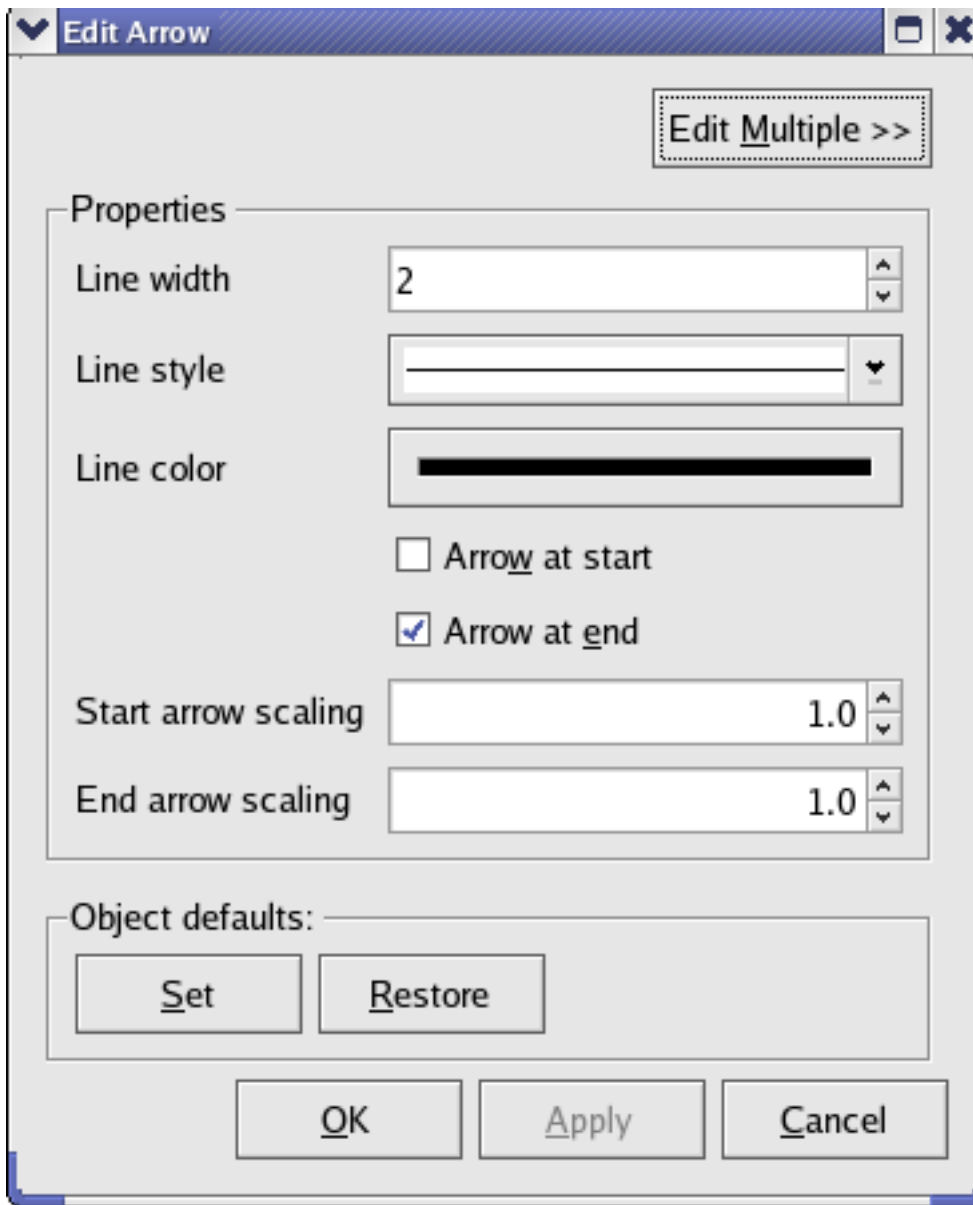 Edit Arrow
Edit Multiple >>
Properties
Line width 2
Line style
Line color
Arrow at start
Arrow at end
Start arrow scaling 1.0
End arrow scaling 1.0
Object defaults:
Set Restore
OK Apply Cancel